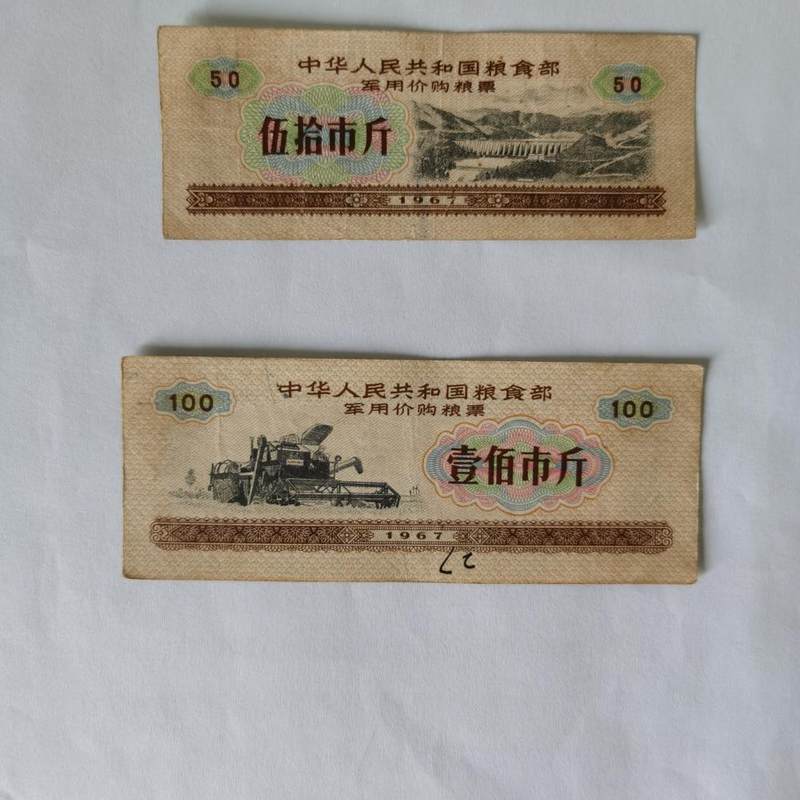 中华人民共和国粮食部
50 50
军用价购粮票
伍拾市斤
1967
中华人民共和国粮食部
100 100
军用价购粮票
壹佰市斤
1967